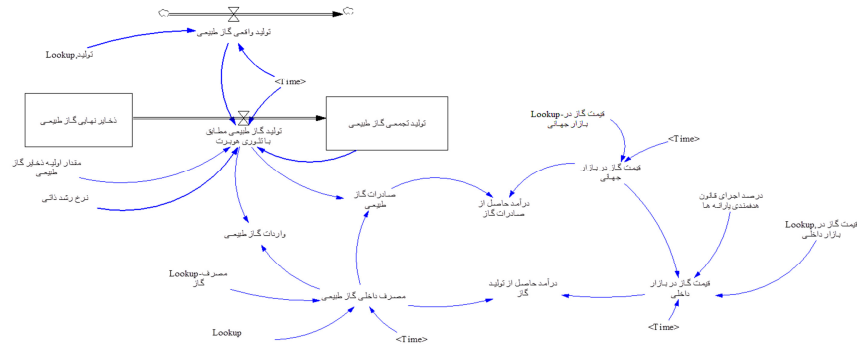 تولید واقعی گاز طبیعی
Lookup,تولید
<Time>
ذخایر نهایی گاز طبیعی
تولید تجمعی گاز طبیعی
تولید گاز طبیعی مطابق
با تئوری هوبرت
مقدار اولیه ذخایر گاز
طبیعی
نرخ رشد ذاتی
صادرات گاز
طبیعی
واردات گاز طبیعی
درآمد حاصل از
صادرات گاز
Lookup-قیمت گاز در
بازار جهانی
<Time>
قیمت گاز در بازار
جهانی
درصد اجرای قانون
هدفمندی یارانه ها
Lookup,قیمت گاز در
بازار داخلی
Lookup-مصرف
گاز
مصرف داخلی گاز طبیعی
درآمد حاصل از تولید
گاز
قیمت گاز در بازار
داخلی
Lookup
<Time>
<Time>